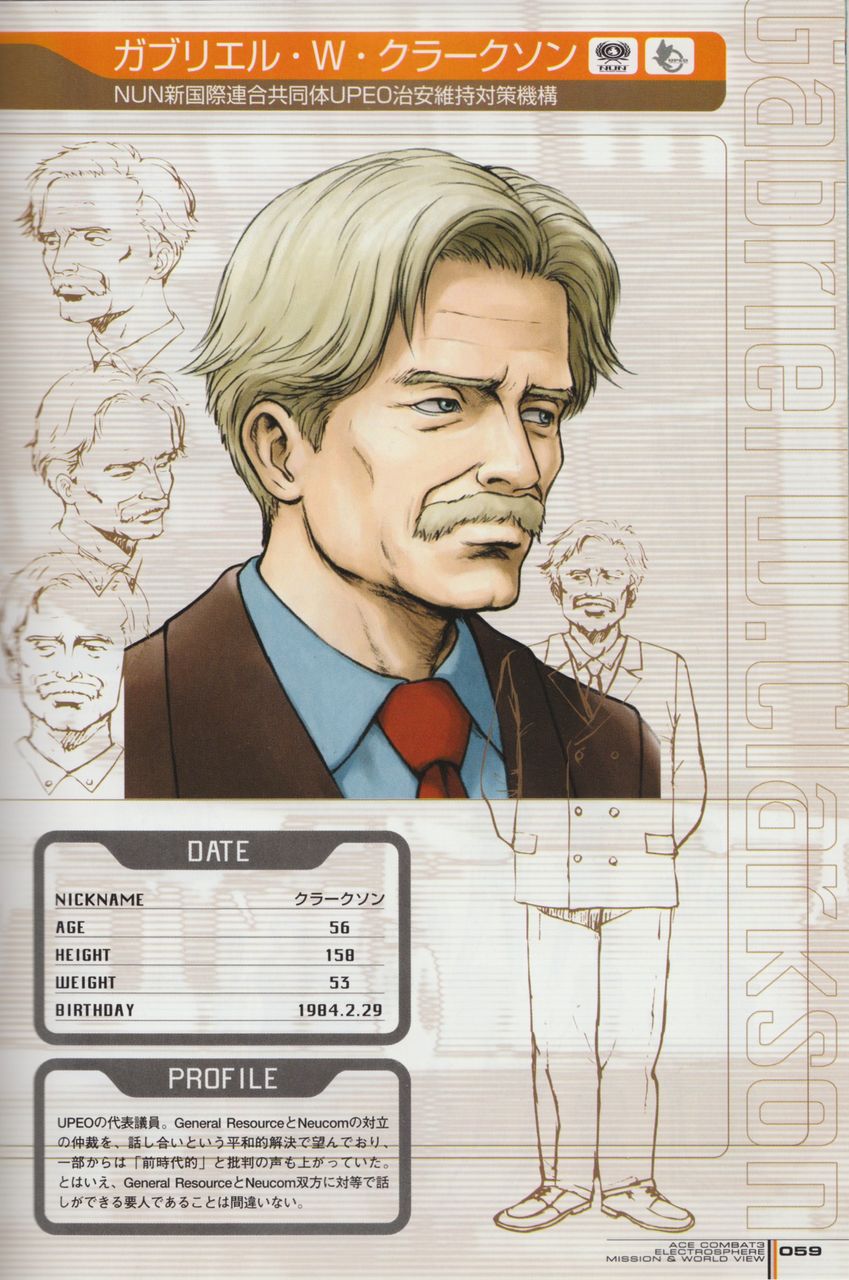 ガブリエル・W・クラークソン
NUN
UPEO
NUN新国際連合共同体UPEO治安維持対策機構
Gabriel W.Clarkson
DATE
NICKNAME クラークソン
AGE 56
HEIGHT 158
WEIGHT 53
BIRTHDAY 1984.2.29
PROFILE
UPEOの代表議員。General ResourceとNeucomの対立
の仲裁を、話し合いという平和的解決で望んでおり、
一部からは「前時代的」と批判の声も上がっていた。
とはいえ、General ResourceとNeucom双方に対等で話
しができる要人であることは間違いない。
ACE COMBAT3
ELECTROSPHERE
MISSION & WORLD VIEW
059